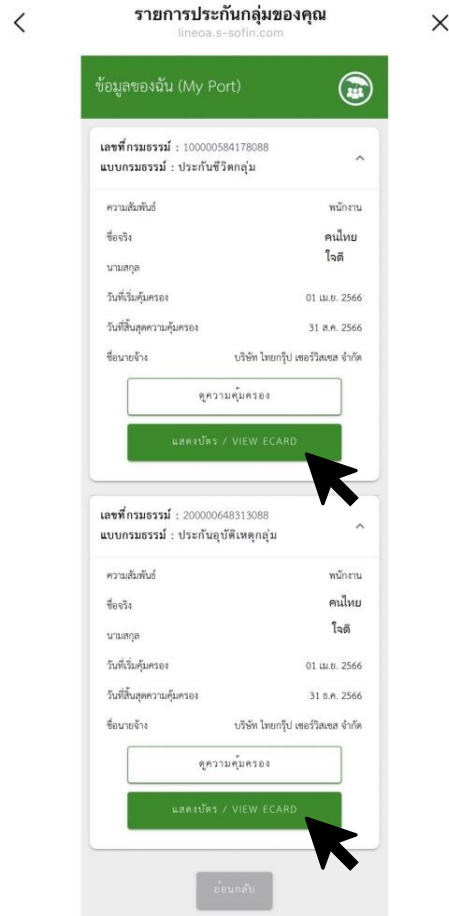 รายการประกันกลุ่มของคุณ
lineoa.s-sofin.com
ข้อมูลของฉัน (My Port)
เลขที่กรมธรรม์ : 100000584178088
แบบกรมธรรม์ : ประกันชีวิตกลุ่ม
ความสัมพันธ์ พนักงาน
ชื่อจริง คนไทย
นามสกุล ใจดี
วันที่เริ่มคุ้มครอง 01 เม.ย. 2566
วันที่สิ้นสุดความคุ้มครอง 31 ส.ค. 2566
ชื่อนายจ้าง บริษัท ไทยกรุ๊ป เซอร์วิสเซส จำกัด
ดูความคุ้มครอง
แสดงบัตร / VIEW ECARD
เลขที่กรมธรรม์ : 200000648313088
แบบกรมธรรม์ : ประกันอุบัติเหตุกลุ่ม
ความสัมพันธ์ พนักงาน
ชื่อจริง คนไทย
นามสกุล ใจดี
วันที่เริ่มคุ้มครอง 01 เม.ย. 2566
วันที่สิ้นสุดความคุ้มครอง 31 ธ.ค. 2566
ชื่อนายจ้าง บริษัท ไทยกรุ๊ป เซอร์วิสเซส จำกัด
ดูความคุ้มครอง
แสดงบัตร / VIEW ECARD
ย้อนกลับ